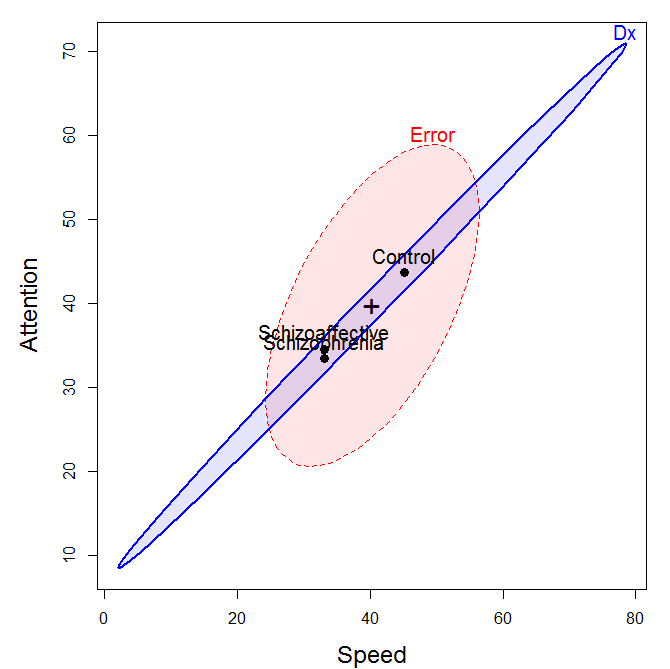 Dx
70
Error
60
50
Control
Attention
40
Schizoaffective
Schizophrenia
30
20
10
0 20 40 60 80
Speed